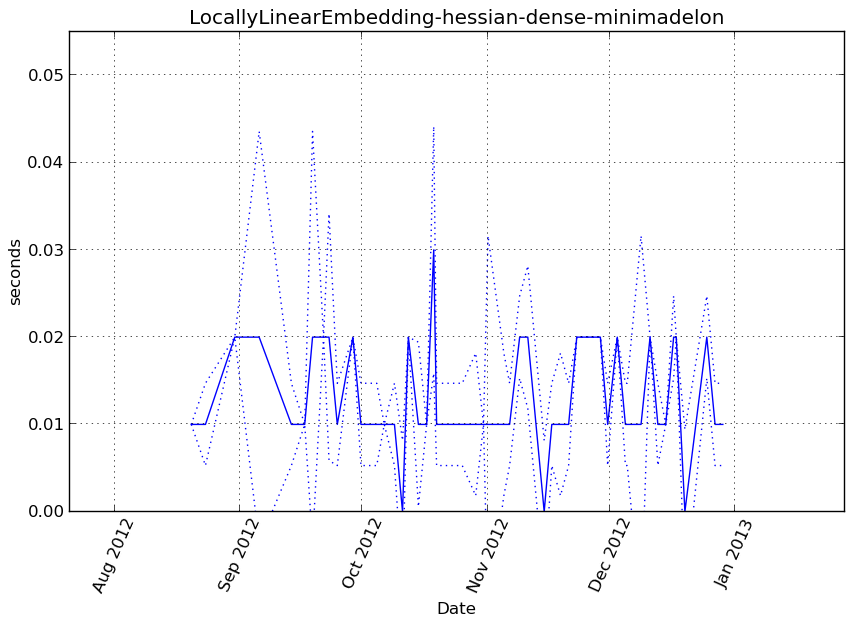 LocallyLinearEmbedding-hessian-dense-minimadelon
0.05
0.04
0.03
0.02
0.01
0.00
seconds
Aug 2012
Sep 2012
Oct 2012
Nov 2012
Dec 2012
Jan 2013
Date